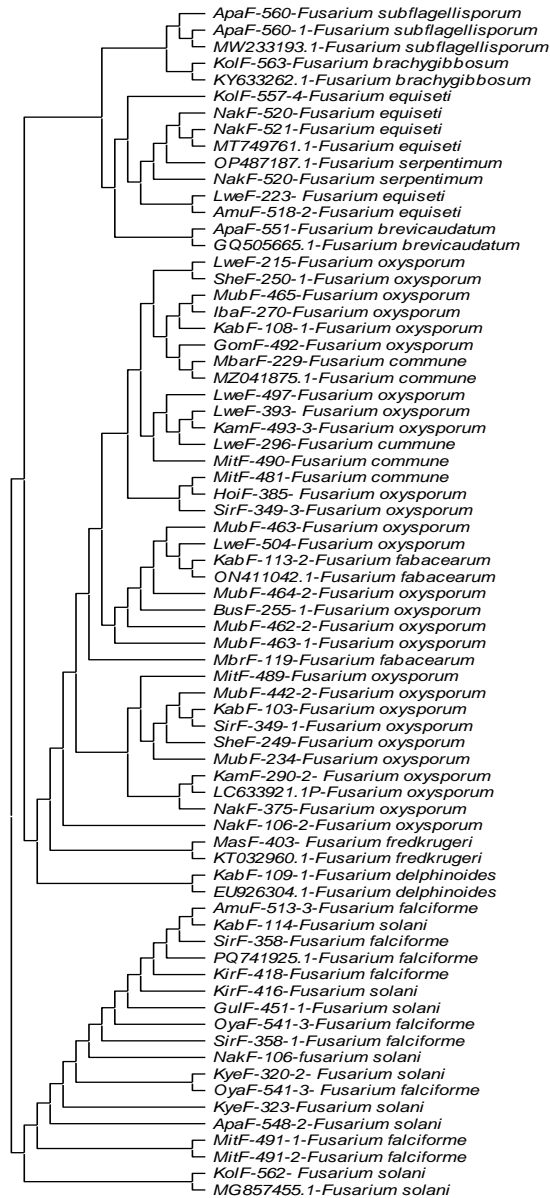 ApaF-560-Fusarium subflagellisporum
ApaF-560-1-Fusarium subflagellisporum
MW233193.1-Fusarium subflagellisporum
KolF-563-Fusarium brachygibbosum
KY633262.1-Fusarium brachygibbosum
KolF-557-4-Fusarium equiseti
NakF-520-Fusarium equiseti
NakF-521-Fusarium equiseti
MT749761.1-Fusarium equiseti
OP487187.1-Fusarium serpentimum
NakF-520-Fusarium serpentimum
LweF-223- Fusarium equiseti
AmuF-518-2-Fusarium equiseti
ApaF-551-Fusarium brevicaudatum
GQ505665.1-Fusarium brevicaudatum
LweF-215-Fusarium oxysporum
SheF-250-1-Fusarium oxysporum
MubF-465-Fusarium oxysporum
IbaF-270-Fusarium oxysporum
KabF-108-1-Fusarium oxysporum
GomF-492-Fusarium oxysporum
MbarF-229-Fusarium commune
MZ041875.1-Fusarium commune
LweF-497-Fusarium oxysporum
LweF-393- Fusarium oxysporum
KamF-493-3-Fusarium oxysporum
LweF-296-Fusarium cummune
MitF-490-Fusarium commune
MitF-481-Fusarium commune
HoiF-385- Fusarium oxysporum
SirF-349-3-Fusarium oxysporum
MubF-463-Fusarium oxysporum
LweF-504-Fusarium oxysporum
KabF-113-2-Fusarium fabacearum
ON411042.1-Fusarium fabacearum
MubF-464-2-Fusarium oxysporum
BusF-255-1-Fusarium oxysporum
MubF-462-2-Fusarium oxysporum
MubF-463-1-Fusarium oxysporum
MbrF-119-Fusarium fabacearum
MitF-489-Fusarium oxysporum
MubF-442-2-Fusarium oxysporum
KabF-103-Fusarium oxysporum
SirF-349-1-Fusarium oxysporum
SheF-249-Fusarium oxysporum
MubF-234-Fusarium oxysporum
KamF-290-2- Fusarium oxysporum
LC633921.1P-Fusarium oxysporum
NakF-375-Fusarium oxysporum
NakF-106-2-Fusarium oxysporum
MasF-403- Fusarium fredkrugeri
KT032960.1-Fusarium fredkrugeri
KabF-109-1-Fusarium delphinoides
EU926304.1-Fusarium delphinoides
AmuF-513-3-Fusarium falciforme
KabF-114-Fusarium solani
SirF-358-Fusarium falciforme
PQ741925.1-Fusarium falciforme
KirF-418-Fusarium falciforme
KirF-416-Fusarium solani
GulF-451-1-Fusarium solani
OyaF-541-3-Fusarium falciforme
SirF-358-1-Fusarium falciforme
NakF-106-fusarium solani
KyeF-320-2- Fusarium solani
OyaF-541-3- Fusarium falciforme
KyeF-323-Fusarium solani
ApaF-548-2-Fusarium solani
MitF-491-1-Fusarium falciforme
MitF-491-2-Fusarium falciforme
KolF-562- Fusarium solani
MG857455.1-Fusarium solani